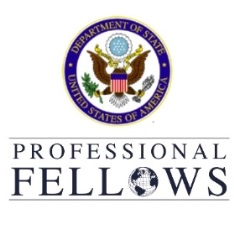 DEPARTMENT OF STATE
UNITED STATES OF AMERICA
PROFESSIONAL
FELLOWS